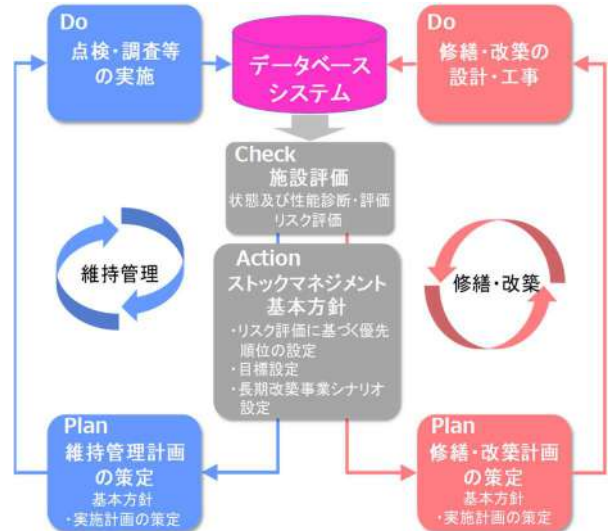 Do
点検・調査等
の実施
データベース
システム
Do
修繕・改築の
設計・工事
Check
施設評価
状態及び性能診断・評価
リスク評価
維持管理
Action
ストックマネジメント
基本方針
・リスク評価に基づく優先
順位の設定
・目標設定
・長期改築事業シナリオ
設定
修繕・改築
Plan
維持管理計画
の策定
基本方針
・実施計画の策定
Plan
修繕・改築計画
の策定
基本方針
・実施計画の策定